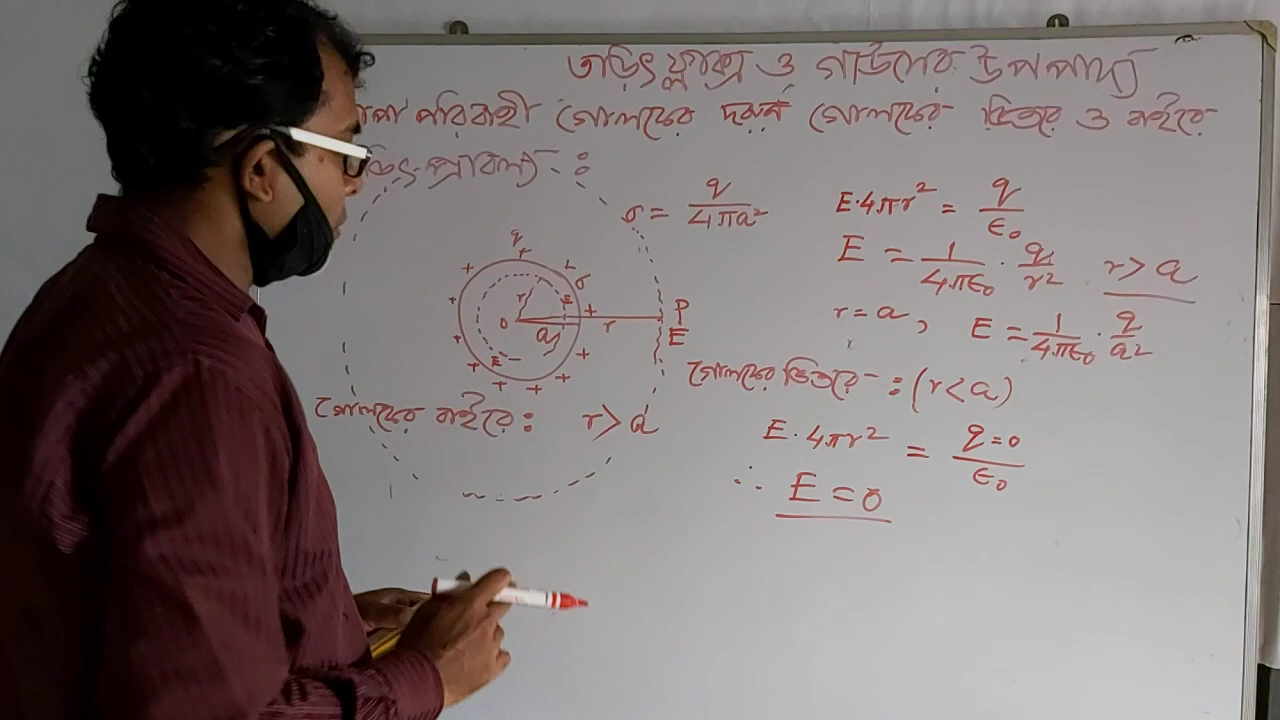 তড়িৎ ফ্লাক্স ও গাউসের উপপাদ্য
পরিবাহী গোলকের দরুন গোলকের ভিতরে ও বাইরে
প্রাবল্য - :
σ = q / 4πa²
q
r
+ + + + + + + + +
σ
O r a E
E
r
P
E
গোলকের বাইরে : r > a
E·4πr² = q / ε₀
E = 1 / 4πε₀ · q / r² r > a
r = a , E = 1 / 4πε₀ · q / a²
গোলকের ভিতরে - : (r < a)
E·4πr² = q=0 / ε₀
∴ E = 0